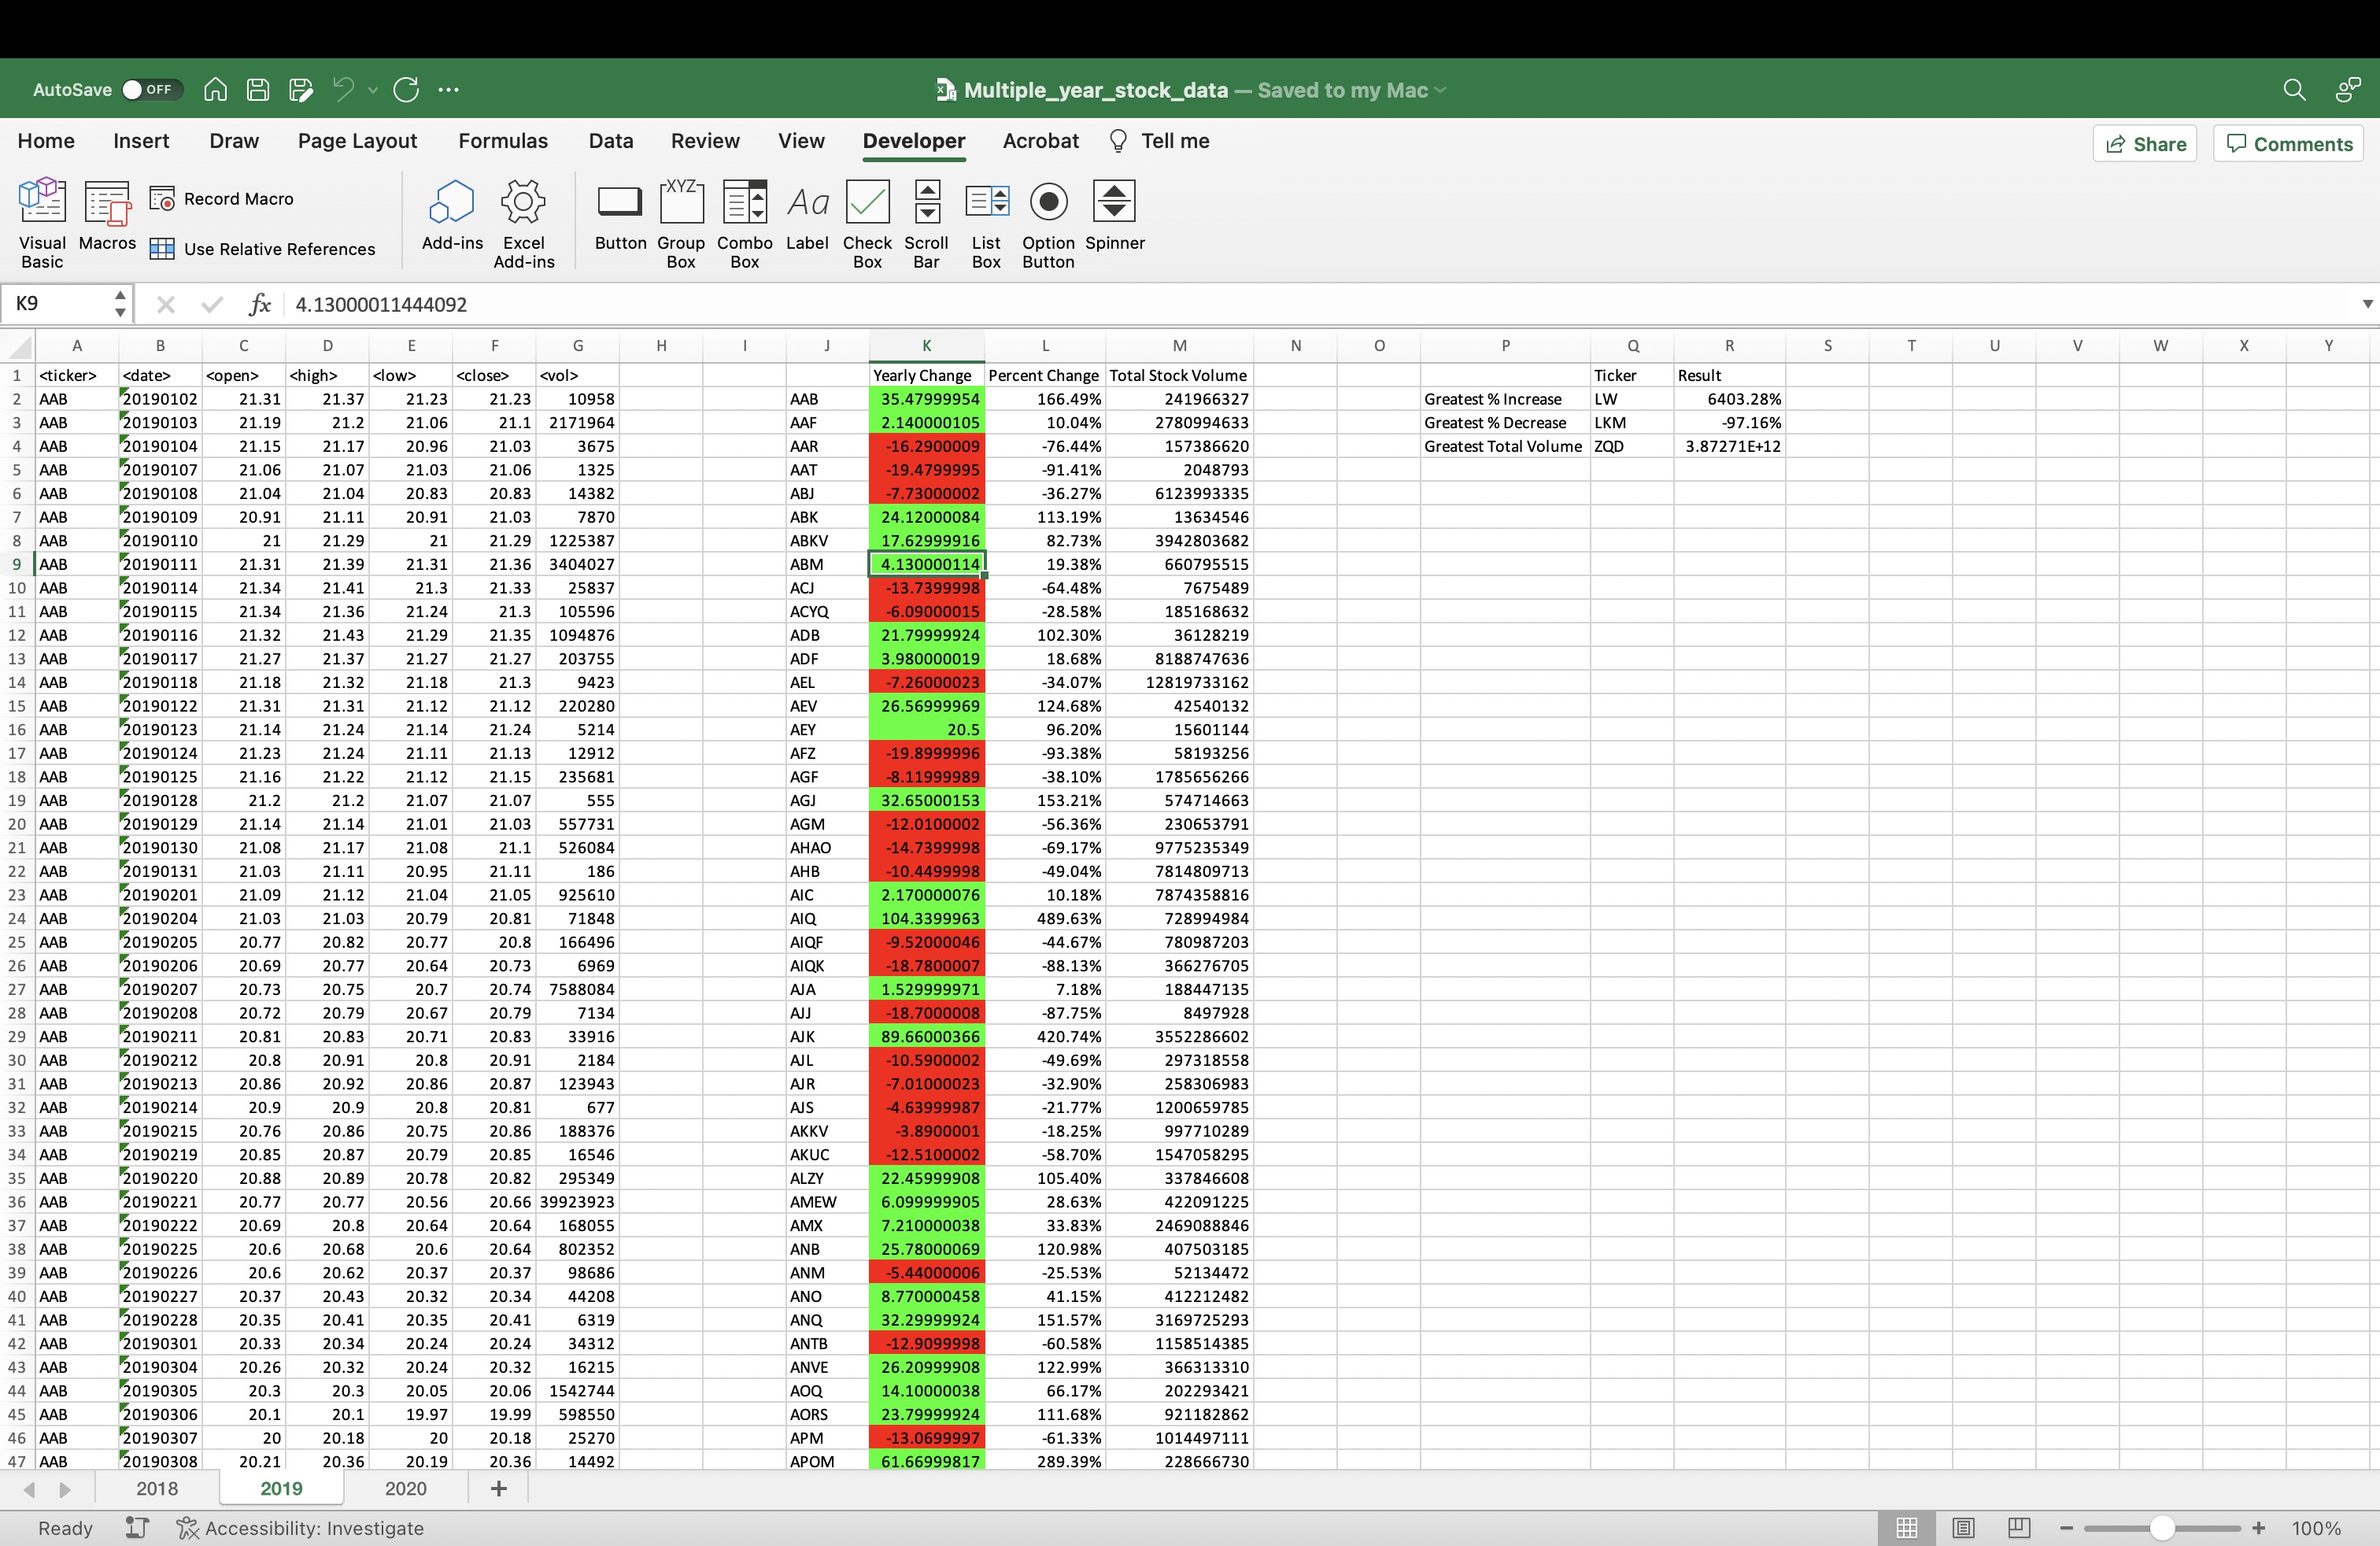 AutoSave OFF Multiple_year_stock_data — Saved to my Mac
Home Insert Draw Page Layout Formulas Data Review View Developer Acrobat Tell me Share Comments
Visual Basic Macros Record Macro Use Relative References Add-ins Excel Add-ins Button XYZ Group Box Combo Box Aa Label Check Box Scroll Bar List Box Option Button Spinner
K9 fx 4.13000011444092
A B C D E F G H I J K L M N O P Q R S T U V W X Y
1 <ticker> <date> <open> <high> <low> <close> <vol> Yearly Change Percent Change Total Stock Volume Ticker Result
2 AAB 20190102 21.31 21.37 21.23 21.23 10958 AAB 35.47999954 166.49% 241966327 Greatest % Increase LW 6403.28%
3 AAB 20190103 21.19 21.2 21.06 21.1 2171964 AAF 2.140000105 10.04% 2780994633 Greatest % Decrease LKM -97.16%
4 AAB 20190104 21.15 21.17 20.96 21.03 3675 AAR -16.2900009 -76.44% 157386620 Greatest Total Volume ZQD 3.87271E+12
5 AAB 20190107 21.06 21.07 21.03 21.06 1325 AAT -19.4799995 -91.41% 2048793
6 AAB 20190108 21.04 21.04 20.83 20.83 14382 ABJ -7.73000002 -36.27% 6123993335
7 AAB 20190109 20.91 21.11 20.91 21.03 7870 ABK 24.12000084 113.19% 13634546
8 AAB 20190110 21 21.29 21 21.29 1225387 ABKV 17.62999916 82.73% 3942803682
9 AAB 20190111 21.31 21.39 21.31 21.36 3404027 ABM 4.130000114 19.38% 660795515
10 AAB 20190114 21.34 21.41 21.3 21.33 25837 ACJ -13.7399998 -64.48% 7675489
11 AAB 20190115 21.34 21.36 21.24 21.3 105596 ACYQ -6.09000015 -28.58% 185168632
12 AAB 20190116 21.32 21.43 21.29 21.35 1094876 ADB 21.79999924 102.30% 36128219
13 AAB 20190117 21.27 21.37 21.27 21.27 203755 ADF 3.980000019 18.68% 8188747636
14 AAB 20190118 21.18 21.32 21.18 21.3 9423 AEL -7.26000023 -34.07% 12819733162
15 AAB 20190122 21.31 21.31 21.12 21.12 220280 AEV 26.56999969 124.68% 42540132
16 AAB 20190123 21.14 21.24 21.14 21.24 5214 AEY 20.5 96.20% 15601144
17 AAB 20190124 21.23 21.24 21.11 21.13 12912 AFZ -19.8999996 -93.38% 58193256
18 AAB 20190125 21.16 21.22 21.12 21.15 235681 AGF -8.11999989 -38.10% 1785656266
19 AAB 20190128 21.2 21.2 21.07 21.07 555 AGJ 32.65000153 153.21% 574714663
20 AAB 20190129 21.14 21.14 21.01 21.03 557731 AGM -12.0100002 -56.36% 230653791
21 AAB 20190130 21.08 21.17 21.08 21.1 526084 AHAO -14.7399998 -69.17% 9775235349
22 AAB 20190131 21.03 21.11 20.95 21.11 186 AHB -10.4499998 -49.04% 7814809713
23 AAB 20190201 21.09 21.12 21.04 21.05 925610 AIC 2.170000076 10.18% 7874358816
24 AAB 20190204 21.03 21.03 20.79 20.81 71848 AIQ 104.3399963 489.63% 728994984
25 AAB 20190205 20.77 20.82 20.77 20.8 166496 AIQF -9.52000046 -44.67% 780987203
26 AAB 20190206 20.69 20.77 20.64 20.73 6969 AIQK -18.7800007 -88.13% 366276705
27 AAB 20190207 20.73 20.75 20.7 20.74 7588084 AJA 1.529999971 7.18% 188447135
28 AAB 20190208 20.72 20.79 20.67 20.79 7134 AJJ -18.7000008 -87.75% 8497928
29 AAB 20190211 20.81 20.83 20.71 20.83 33916 AJK 89.66000366 420.74% 3552286602
30 AAB 20190212 20.8 20.91 20.8 20.91 2184 AJL -10.5900002 -49.69% 297318558
31 AAB 20190213 20.86 20.92 20.86 20.87 123943 AJR -7.01000023 -32.90% 258306983
32 AAB 20190214 20.9 20.9 20.8 20.81 677 AJS -4.63999987 -21.77% 1200659785
33 AAB 20190215 20.76 20.86 20.75 20.86 188376 AKKV -3.8900001 -18.25% 997710289
34 AAB 20190219 20.85 20.87 20.79 20.85 16546 AKUC -12.5100002 -58.70% 1547058295
35 AAB 20190220 20.88 20.89 20.78 20.82 295349 ALZY 22.45999908 105.40% 337846608
36 AAB 20190221 20.77 20.77 20.56 20.66 39923923 AMEW 6.099999905 28.63% 422091225
37 AAB 20190222 20.69 20.8 20.64 20.64 168055 AMX 7.210000038 33.83% 2469088846
38 AAB 20190225 20.6 20.68 20.6 20.64 802352 ANB 25.78000069 120.98% 407503185
39 AAB 20190226 20.6 20.62 20.37 20.37 98686 ANM -5.44000006 -25.53% 52134472
40 AAB 20190227 20.37 20.43 20.32 20.34 44208 ANO 8.770000458 41.15% 412212482
41 AAB 20190228 20.35 20.41 20.35 20.41 6319 ANQ 32.29999924 151.57% 3169725293
42 AAB 20190301 20.33 20.34 20.24 20.24 34312 ANTB -12.9099998 -60.58% 1158514385
43 AAB 20190304 20.26 20.32 20.24 20.32 16215 ANVE 26.20999908 122.99% 366313310
44 AAB 20190305 20.3 20.3 20.05 20.06 1542744 AOQ 14.10000038 66.17% 202293421
45 AAB 20190306 20.1 20.1 19.97 19.99 598550 AORS 23.79999924 111.68% 921182862
46 AAB 20190307 20 20.18 20 20.18 25270 APM -13.0699997 -61.33% 1014497111
47 AAB 20190308 20.21 20.36 20.19 20.36 14492 APOM 61.66999817 289.39% 228666730
2018 2019 2020 +
Ready Accessibility: Investigate 100%